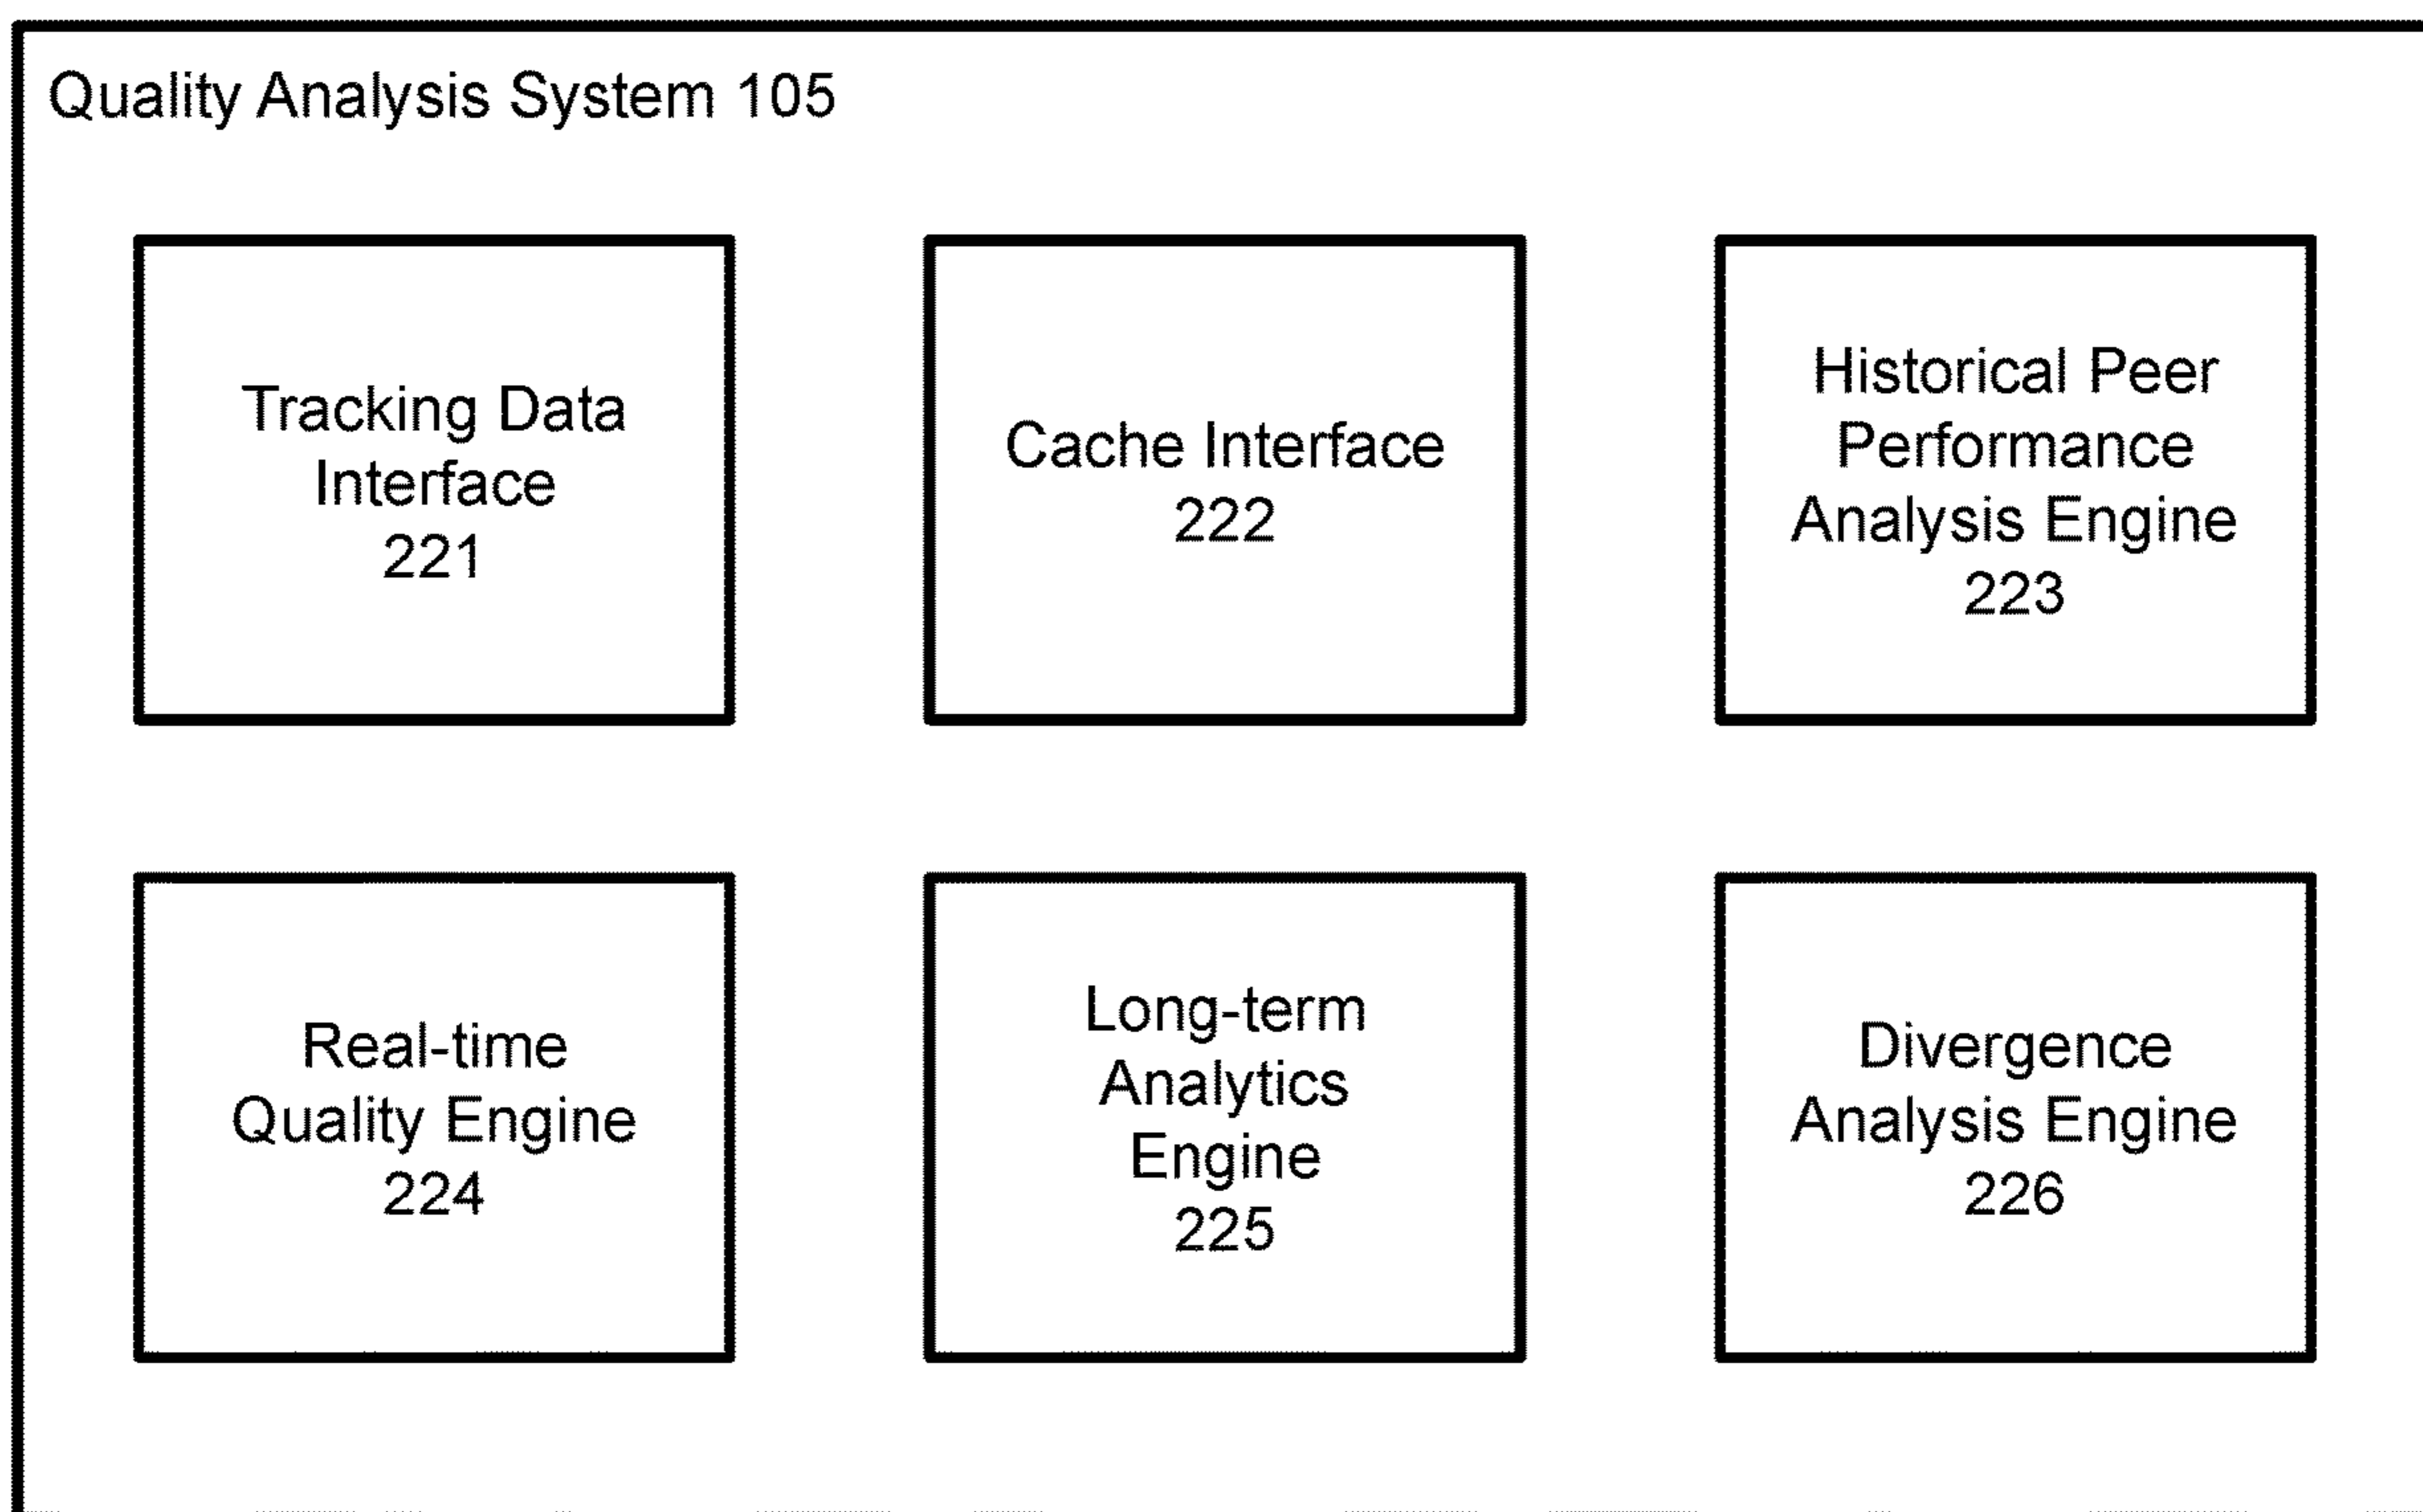 Quality Analysis System 105
Tracking Data
Interface
221
Cache Interface
222
Historical Peer
Performance
Analysis Engine
223
Real-time
Quality Engine
224
Long-term
Analytics
Engine
225
Divergence
Analysis Engine
226